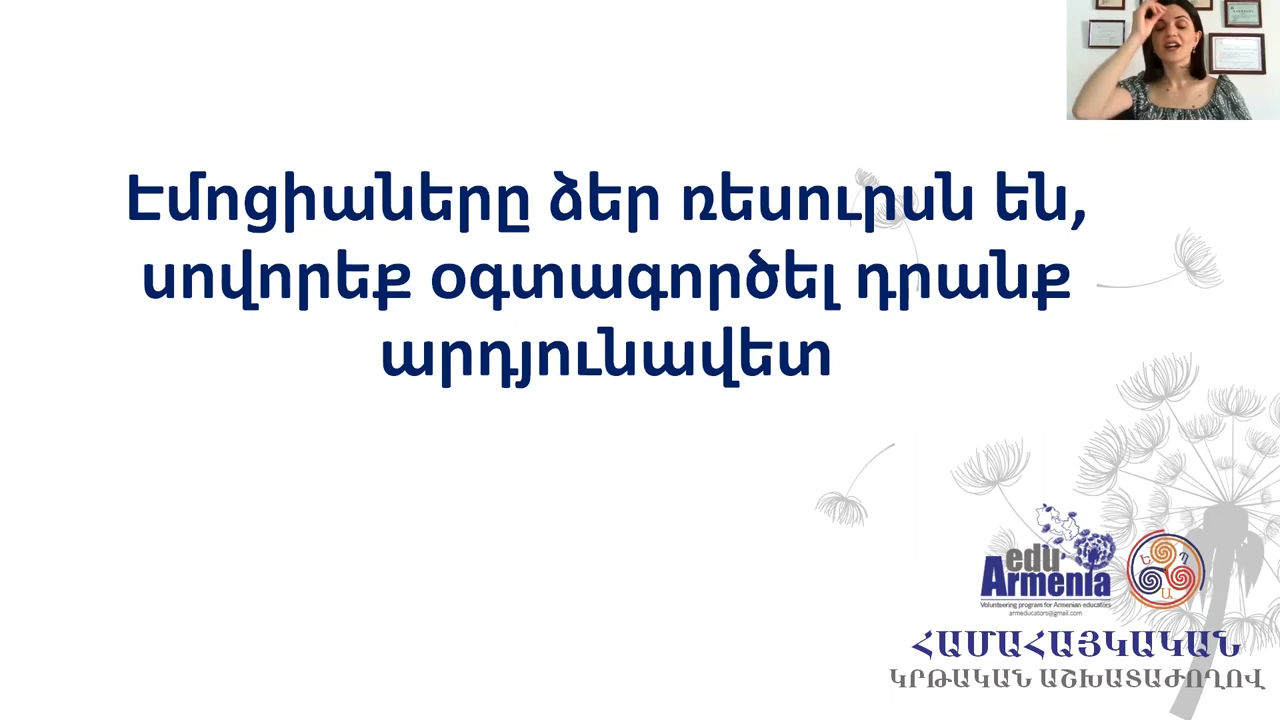 Էմոցիաները ձեր ռեսուրսն են,
սովորեք օգտագործել դրանք
արդյունավետ
edu
Armenia
Volunteering program for Armenian educators
armeducators@gmail.com
Ե Պ
Ա
ՀԱՄԱՀԱՅԿԱԿԱՆ
ԿՐԹԱԿԱՆ ԱՇԽԱՏԱԺՈՂՈՎ